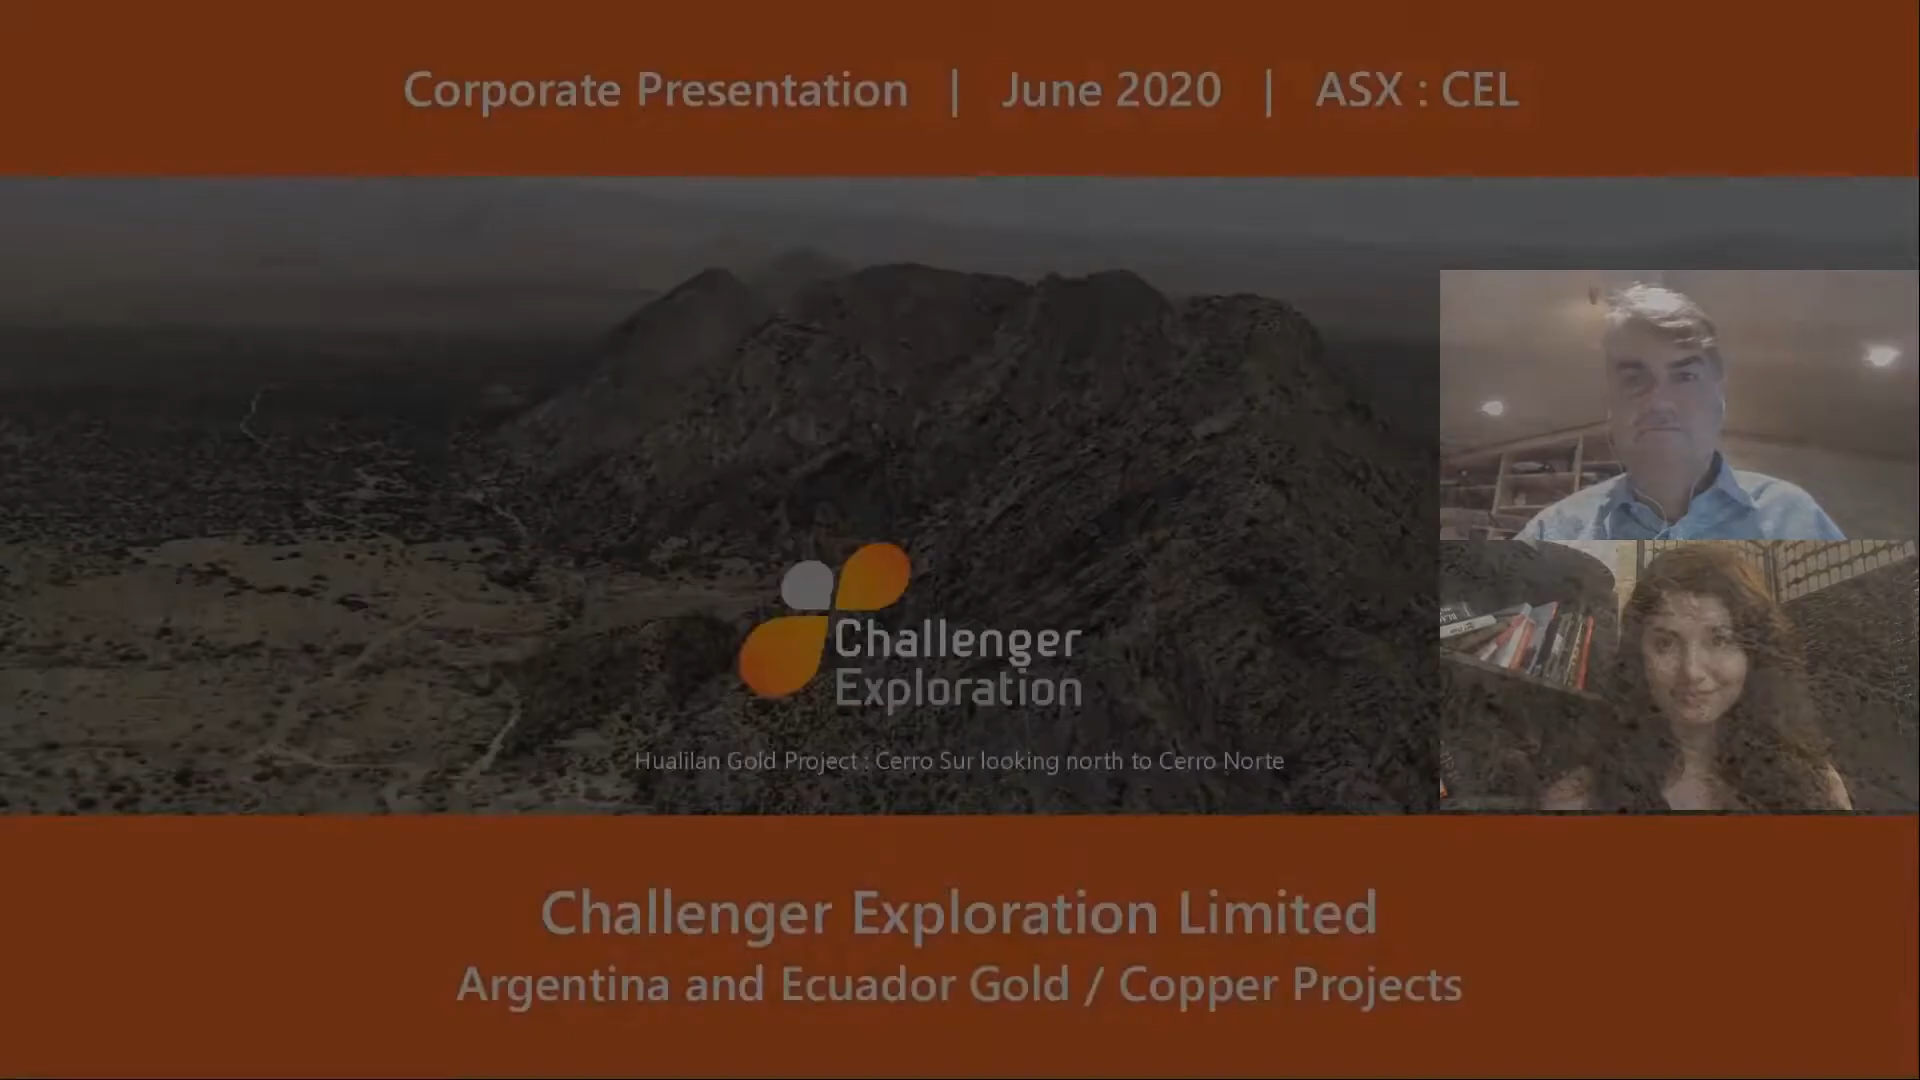 Corporate Presentation | June 2020 | ASX : CEL
Challenger
Exploration
Hualilan Gold Project : Cerro Sur looking north to Cerro Norte
Challenger Exploration Limited
Argentina and Ecuador Gold / Copper Projects